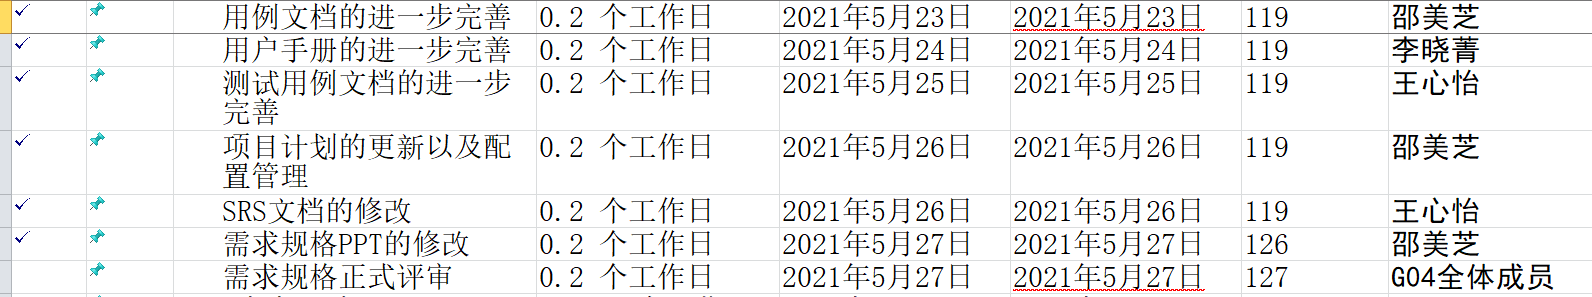 用例文档的进一步完善 0.2 个工作日 2021年5月23日 2021年5月23日 119 邵美芝
用户手册的进一步完善 0.2 个工作日 2021年5月24日 2021年5月24日 119 李晓菁
测试用例文档的进一步 0.2 个工作日 2021年5月25日 2021年5月25日 119 王心怡
完善
项目计划的更新以及配 0.2 个工作日 2021年5月26日 2021年5月26日 119 邵美芝
置管理
SRS文档的修改 0.2 个工作日 2021年5月26日 2021年5月26日 119 王心怡
需求规格PPT的修改 0.2 个工作日 2021年5月27日 2021年5月27日 126 邵美芝
需求规格正式评审 0.2 个工作日 2021年5月27日 2021年5月27日 127 G04全体成员